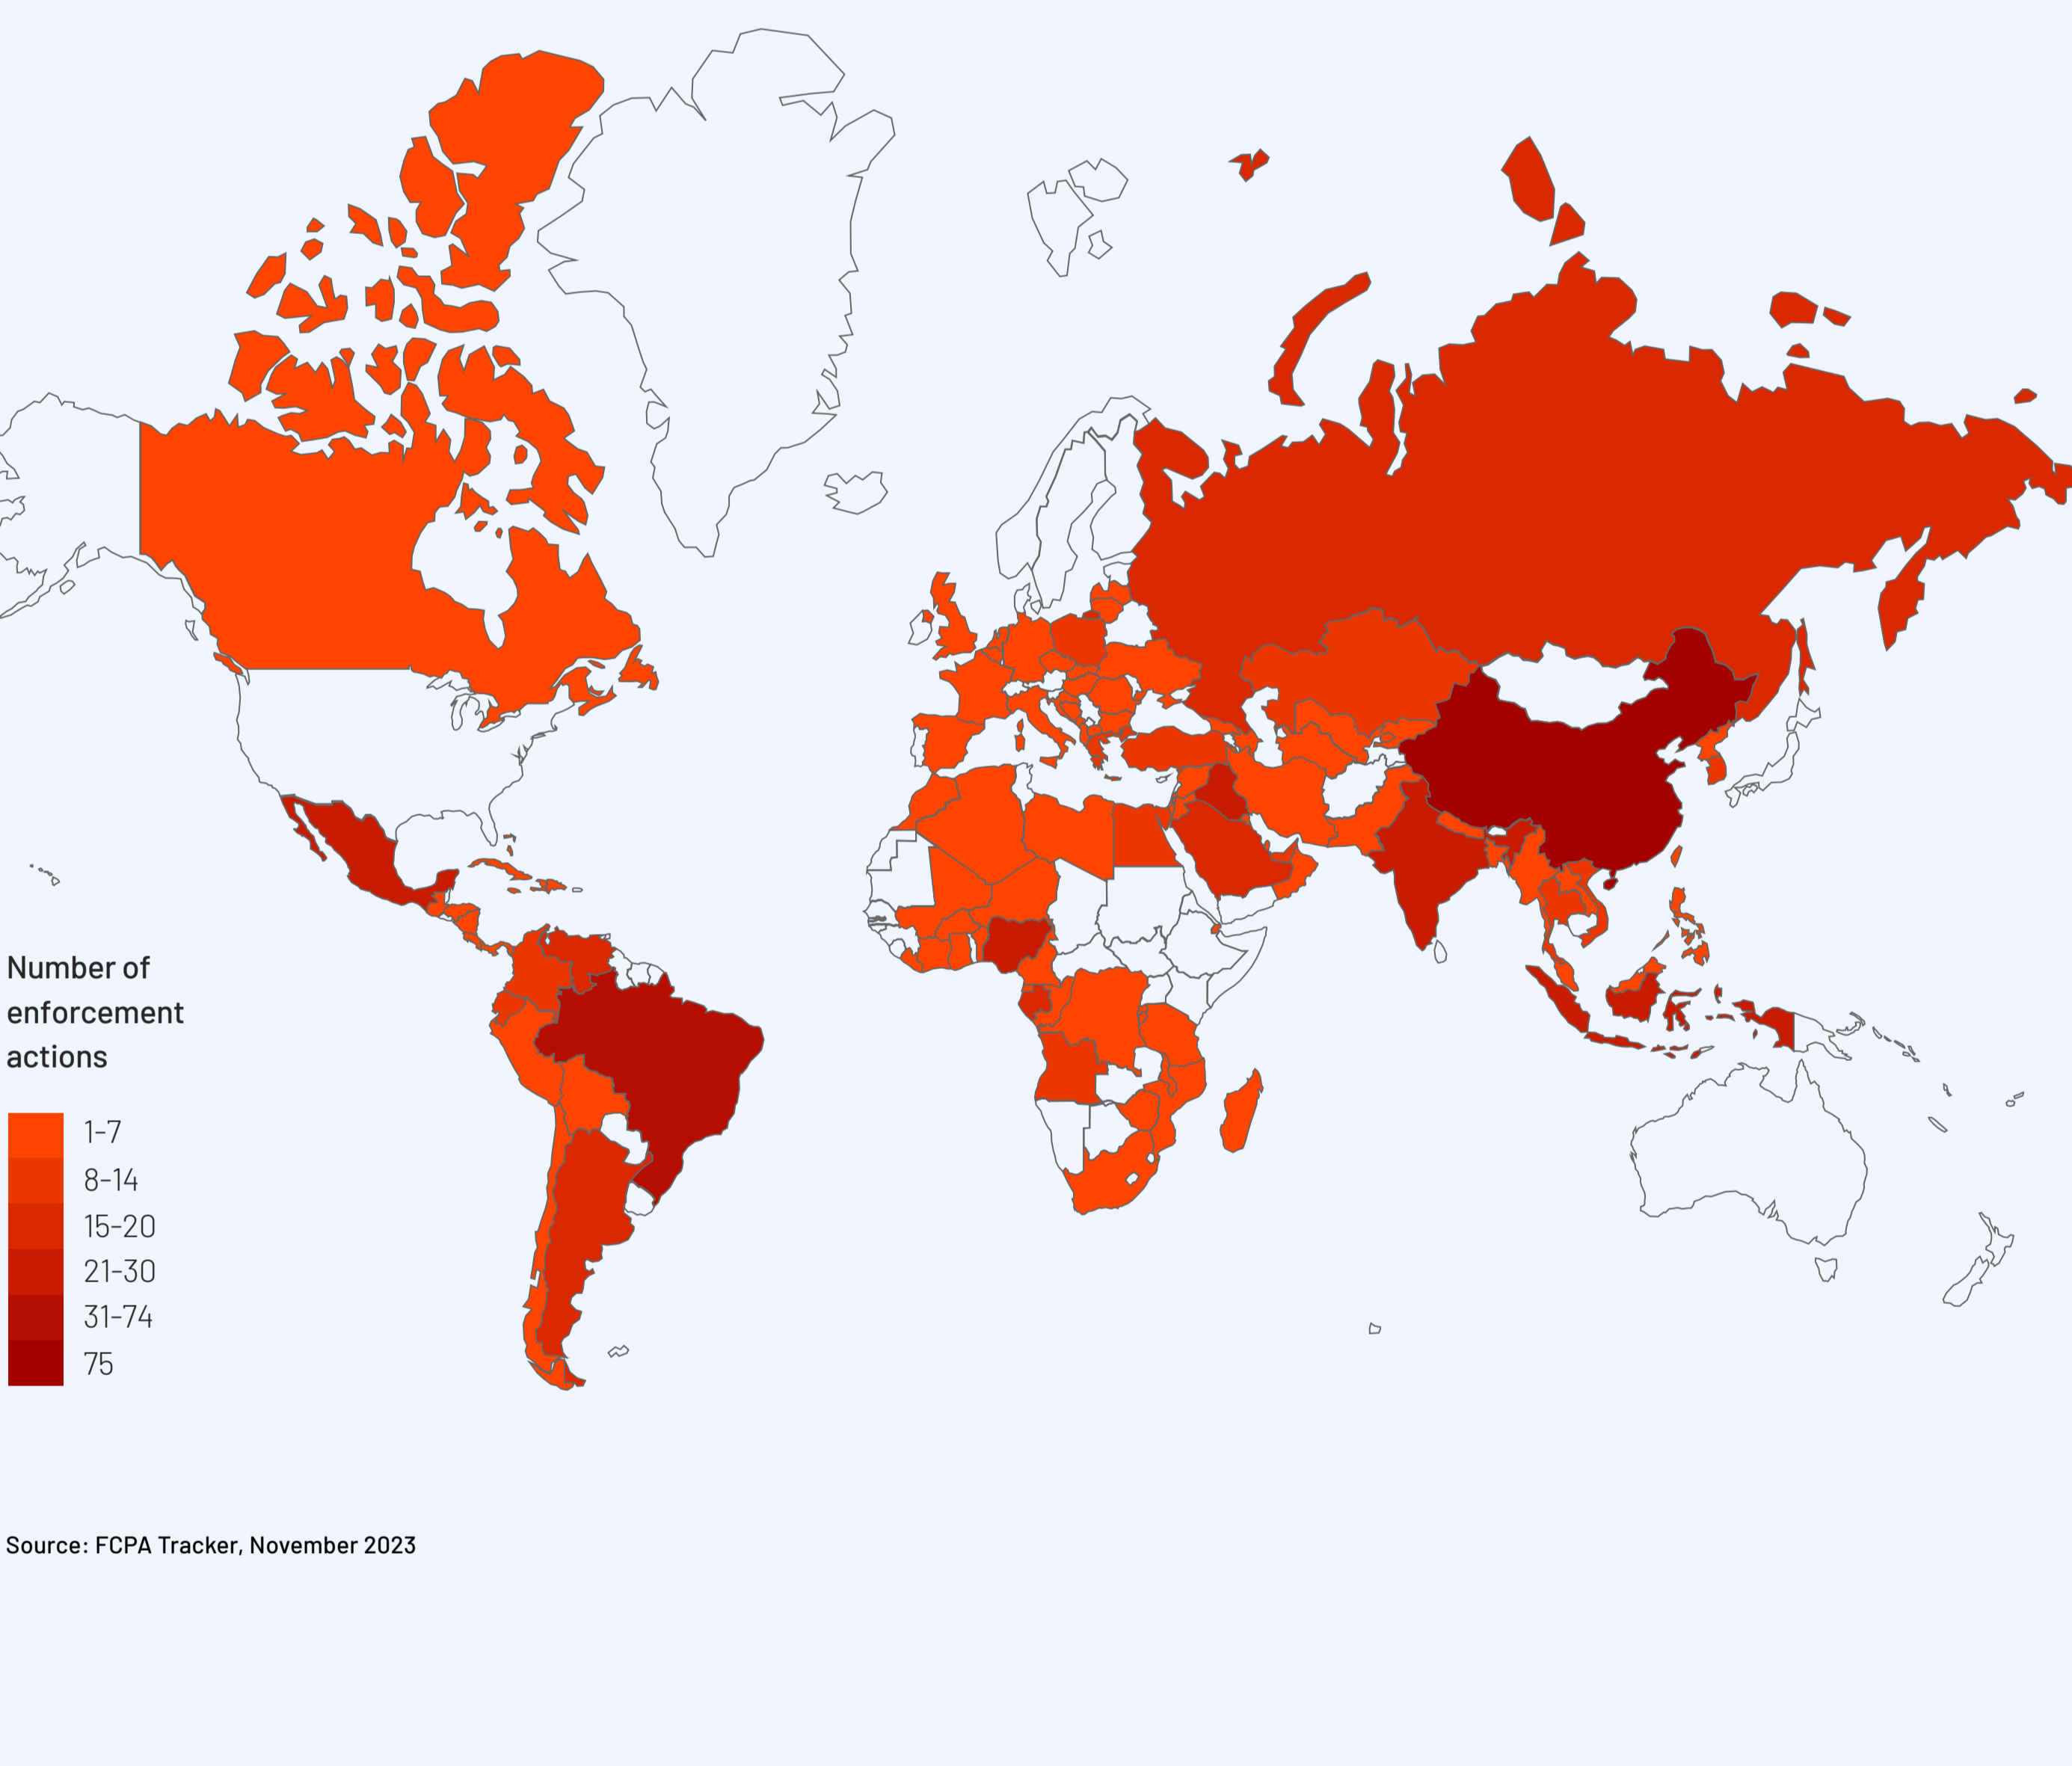 Number of
enforcement
actions
1-7
8-14
15-20
21-30
31-74
75
Source: FCPA Tracker, November 2023